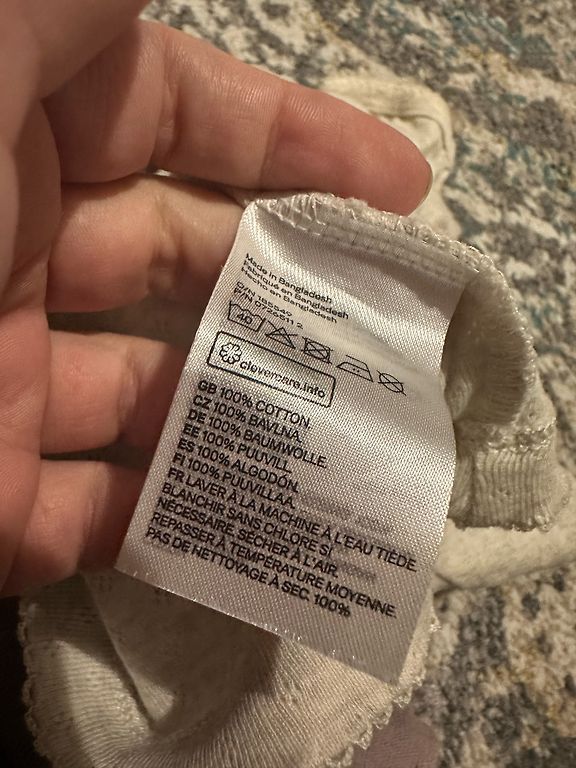 Made in Bangladesh
Fabriqué en Bangladesh
Hecho en Bangladesh
40
clevercare.info
GB 100% COTTON.
CZ 100% BAVLNA.
DE 100% BAUMWOLLE.
EE 100% PUUVILL.
ES 100% ALGODÓN.
FI 100% PUUVILLAA.
FR LAVER À LA MACHINE À L'EAU TIÈDE.
BLANCHIR SANS CHLORE SI
NÉCESSAIRE. SÉCHER À L'AIR.
REPASSER À TEMPÉRATURE MOYENNE.
PAS DE NETTOYAGE À SEC. 100%